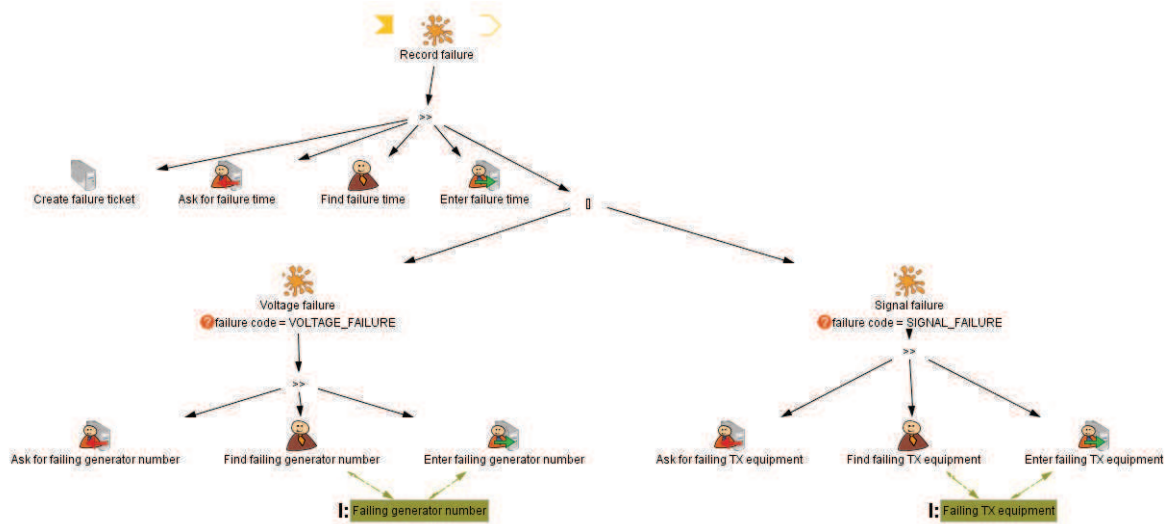 Record failure
>>
Create failure ticket
Ask for failure time
Find failure time
Enter failure time
[]
Voltage failure
?failure code = VOLTAGE_FAILURE
Signal failure
?failure code = SIGNAL_FAILURE
>>
>>
Ask for failing generator number
Find failing generator number
Enter failing generator number
Ask for failing TX equipment
Find failing TX equipment
Enter failing TX equipment
I: Failing generator number
I: Failing TX equipment